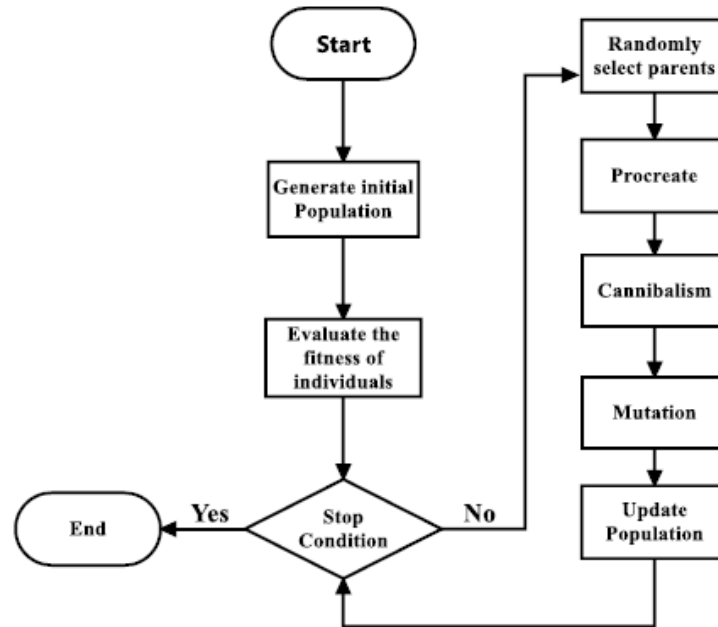 Start
Generate initial
Population
Evaluate the
fitness of
individuals
Stop
Condition
Yes
End
No
Randomly
select parents
Procreate
Cannibalism
Mutation
Update
Population